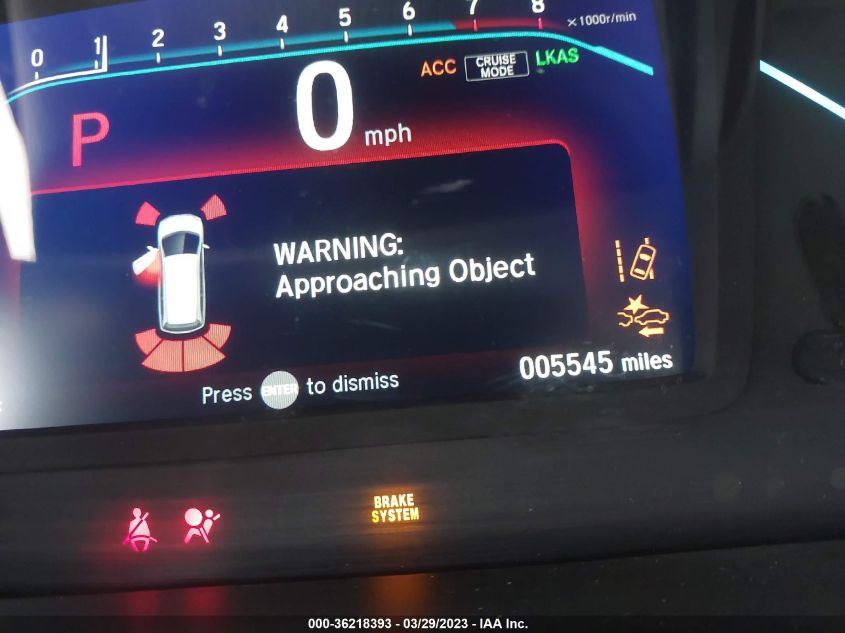 0 1 2 3 4 5 6 7 8 ×1000r/min
ACC CRUISE MODE LKAS
P
0 mph
WARNING:
Approaching Object
005545 miles
Press ENTER to dismiss
BRAKE
SYSTEM
000-36218393 - 03/29/2023 - IAA Inc.